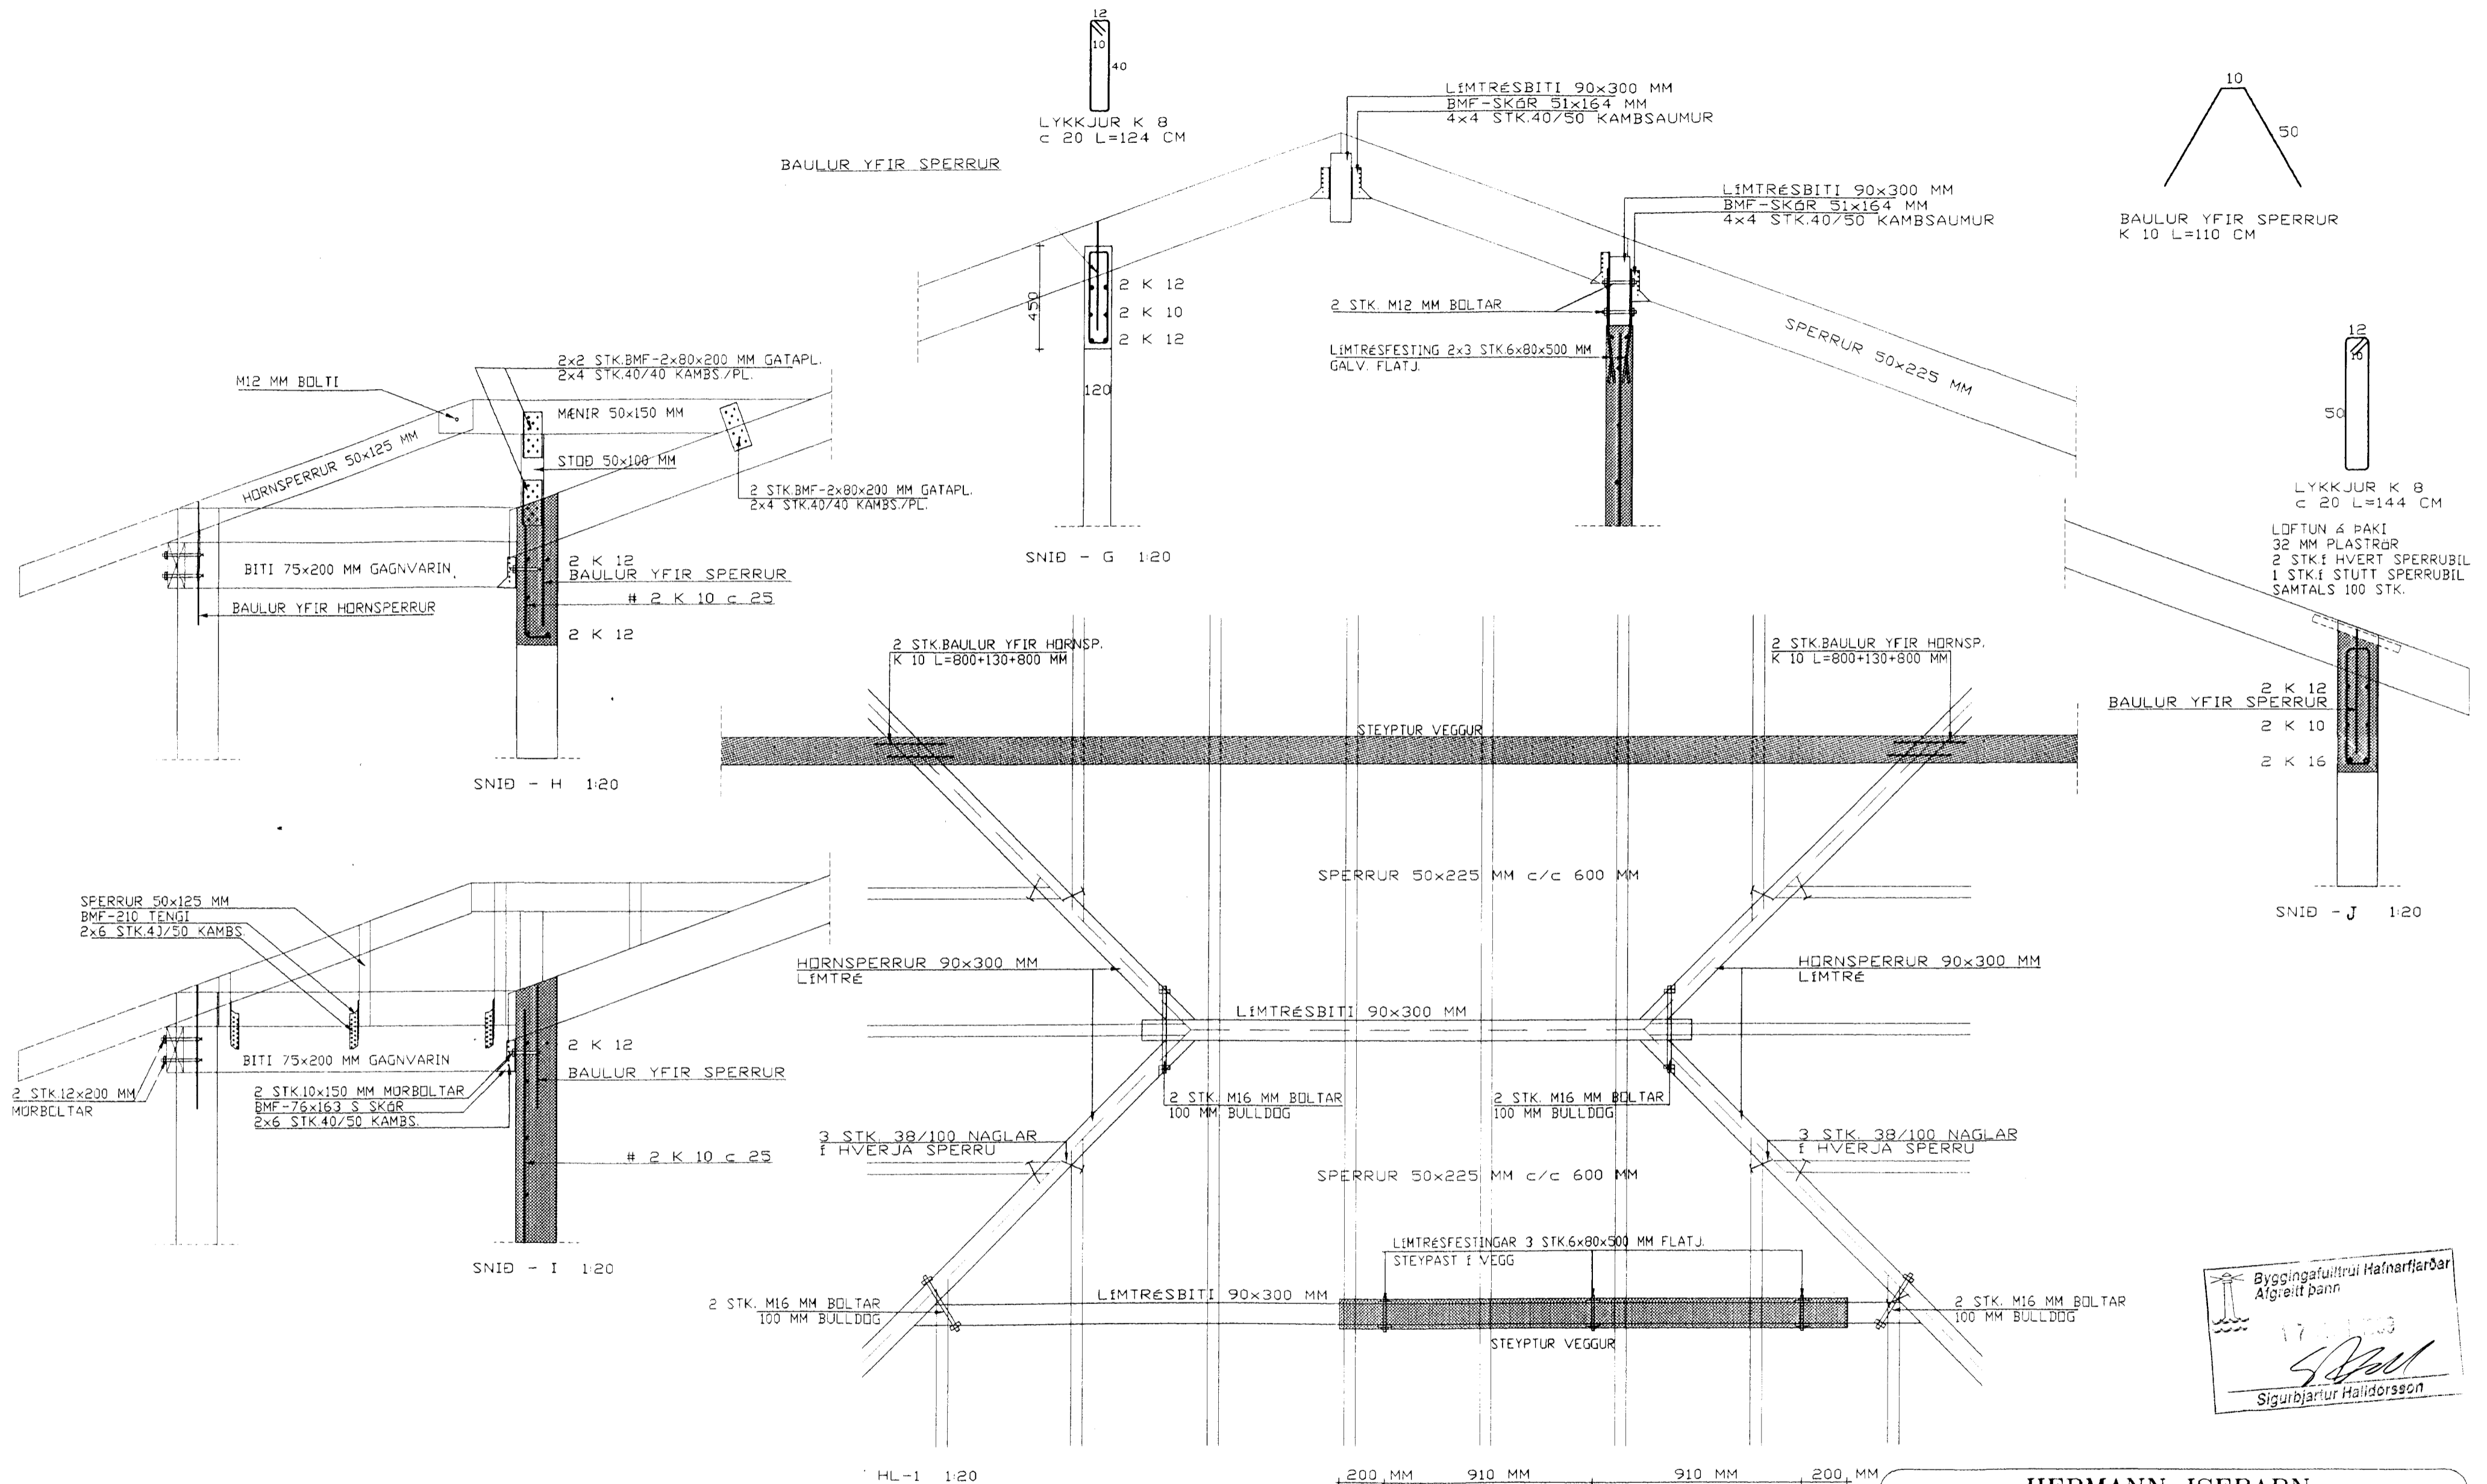 12
10
40
LYKKJUR K 8
c 20 L=124 CM
BAULUR YFIR SPERRUR
LÍMTRÉSBITI 90x300 MM
BMF-SKÓR 51x164 MM
4x4 STK.40/50 KAMBSAUMUR
LÍMTRÉSBITI 90x300 MM
BMF-SKÓR 51x164 MM
4x4 STK.40/50 KAMBSAUMUR
10
50
BAULUR YFIR SPERRUR
K 10 L=110 CM
450
2 K 12
2 K 10
2 K 12
120
2 STK. M12 MM BOLTAR
LÍMTRÉSFESTING 2x3 STK.6x80x500 MM
GALV. FLATJ.
SPERRUR 50x225 MM
SNIÐ - G 1:20
2x2 STK.BMF-2x80x200 MM GATAPL.
2x4 STK.40/40 KAMBS./PL.
M12 MM BOLTI
MÆNIR 50x150 MM
HORNSPERRUR 50x125 MM
STOÐ 50x100 MM
2 STK.BMF-2x80x200 MM GATAPL.
2x4 STK.40/40 KAMBS./PL.
BITI 75x200 MM GAGNVARIN
2 K 12
BAULUR YFIR SPERRUR
# 2 K 10 c 25
BAULUR YFIR HORNSPERRUR
2 K 12
SNIÐ - H 1:20
12
10
50
LYKKJUR K 8
c 20 L=144 CM
LOFTUN Á ÞAKI
32 MM PLASTRÖR
2 STK.Í HVERT SPERRUBIL
1 STK.Í STUTT SPERRUBIL
SAMTALS 100 STK.
2 K 12
BAULUR YFIR SPERRUR
2 K 10
2 K 16
SNIÐ - J 1:20
2 STK.BAULUR YFIR HORNSP.
K 10 L=800+130+800 MM
2 STK.BAULUR YFIR HORNSP.
K 10 L=800+130+800 MM
STEYPTUR VEGGUR
SPERRUR 50x225 MM c/c 600 MM
HORNSPERRUR 90x300 MM
LÍMTRÉ
HORNSPERRUR 90x300 MM
LÍMTRÉ
LÍMTRÉSBITI 90x300 MM
2 STK. M16 MM BOLTAR
100 MM BULLDOG
2 STK. M16 MM BOLTAR
100 MM BULLDOG
3 STK. 38/100 NAGLAR
Í HVERJA SPERRU
3 STK. 38/100 NAGLAR
Í HVERJA SPERRU
SPERRUR 50x225 MM c/c 600 MM
LÍMTRÉSFESTINGAR 3 STK.6x80x500 MM FLATJ.
STEYPAST Í VEGG
LÍMTRÉSBITI 90x300 MM
2 STK. M16 MM BOLTAR
100 MM BULLDOG
2 STK. M16 MM BOLTAR
100 MM BULLDOG
STEYPTUR VEGGUR
HL-1 1:20
200 MM 910 MM 910 MM 200 MM
SPERRUR 50x125 MM
BMF-210 TENGI
2x6 STK.4J/50 KAMBS.
BITI 75x200 MM GAGNVARIN
2 K 12
BAULUR YFIR SPERRUR
2 STK.12x200 MM
MÚRBOLTAR
2 STK.10x150 MM MÚRBOLTAR
BMF-76x163 S SKÓR
2x6 STK.40/50 KAMBS.
# 2 K 10 c 25
SNIÐ - I 1:20
Byggingafulltrúi Hafnarfjarðar
Afgreitt þann
17
Sigurbjartur Halldórsson
HERMANN ISEBARN